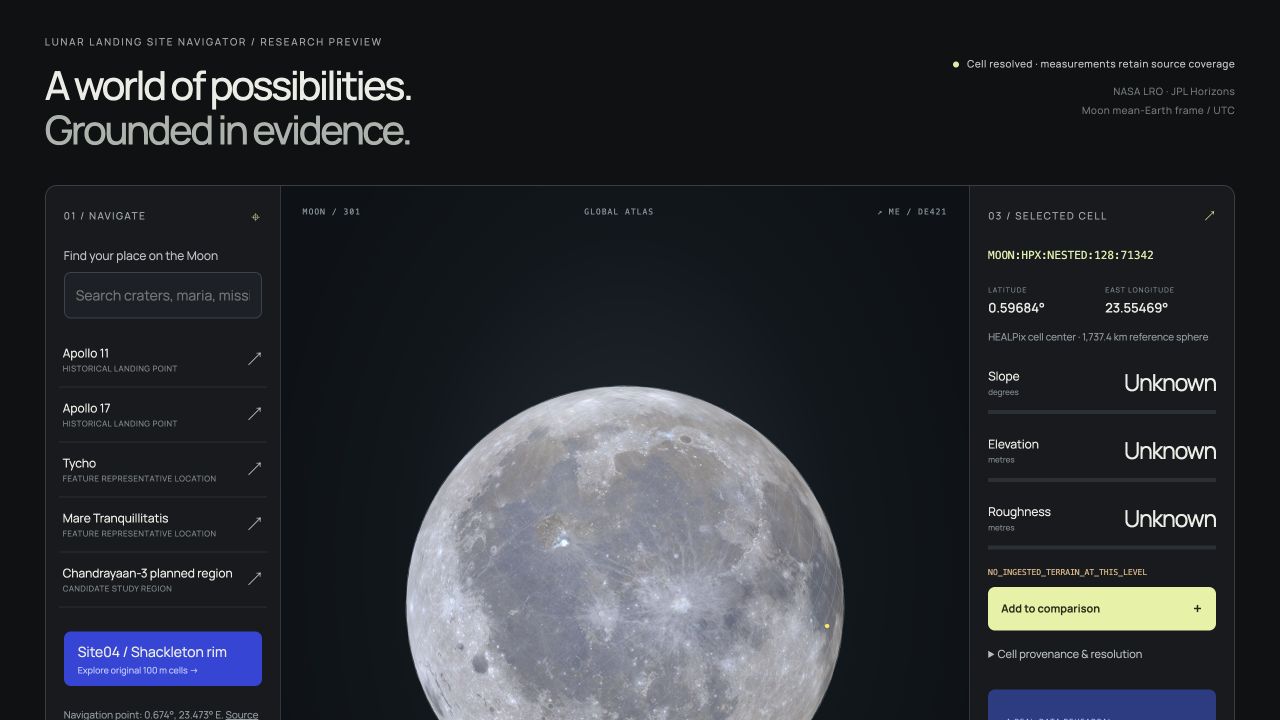 LUNAR LANDING SITE NAVIGATOR / RESEARCH PREVIEW
A world of possibilities.
Grounded in evidence.
Cell resolved · measurements retain source coverage
NASA LRO · JPL Horizons
Moon mean-Earth frame / UTC
01 / NAVIGATE
Find your place on the Moon
Search craters, maria, miss
Apollo 11
HISTORICAL LANDING POINT
Apollo 17
HISTORICAL LANDING POINT
Tycho
FEATURE REPRESENTATIVE LOCATION
Mare Tranquillitatis
FEATURE REPRESENTATIVE LOCATION
Chandrayaan-3 planned region
CANDIDATE STUDY REGION
Site04 / Shackleton rim
Explore original 100 m cells →
Navigation point: 0.674°, 23.473° E. Source
MOON / 301
GLOBAL ATLAS
↗ ME / DE421
03 / SELECTED CELL
MOON:HPX:NESTED:128:71342
LATITUDE
EAST LONGITUDE
0.59684°
23.55469°
HEALPix cell center · 1,737.4 km reference sphere
Slope
degrees
Unknown
Elevation
metres
Unknown
Roughness
metres
Unknown
NO_INGESTED_TERRAIN_AT_THIS_LEVEL
Add to comparison +
▶ Cell provenance & resolution